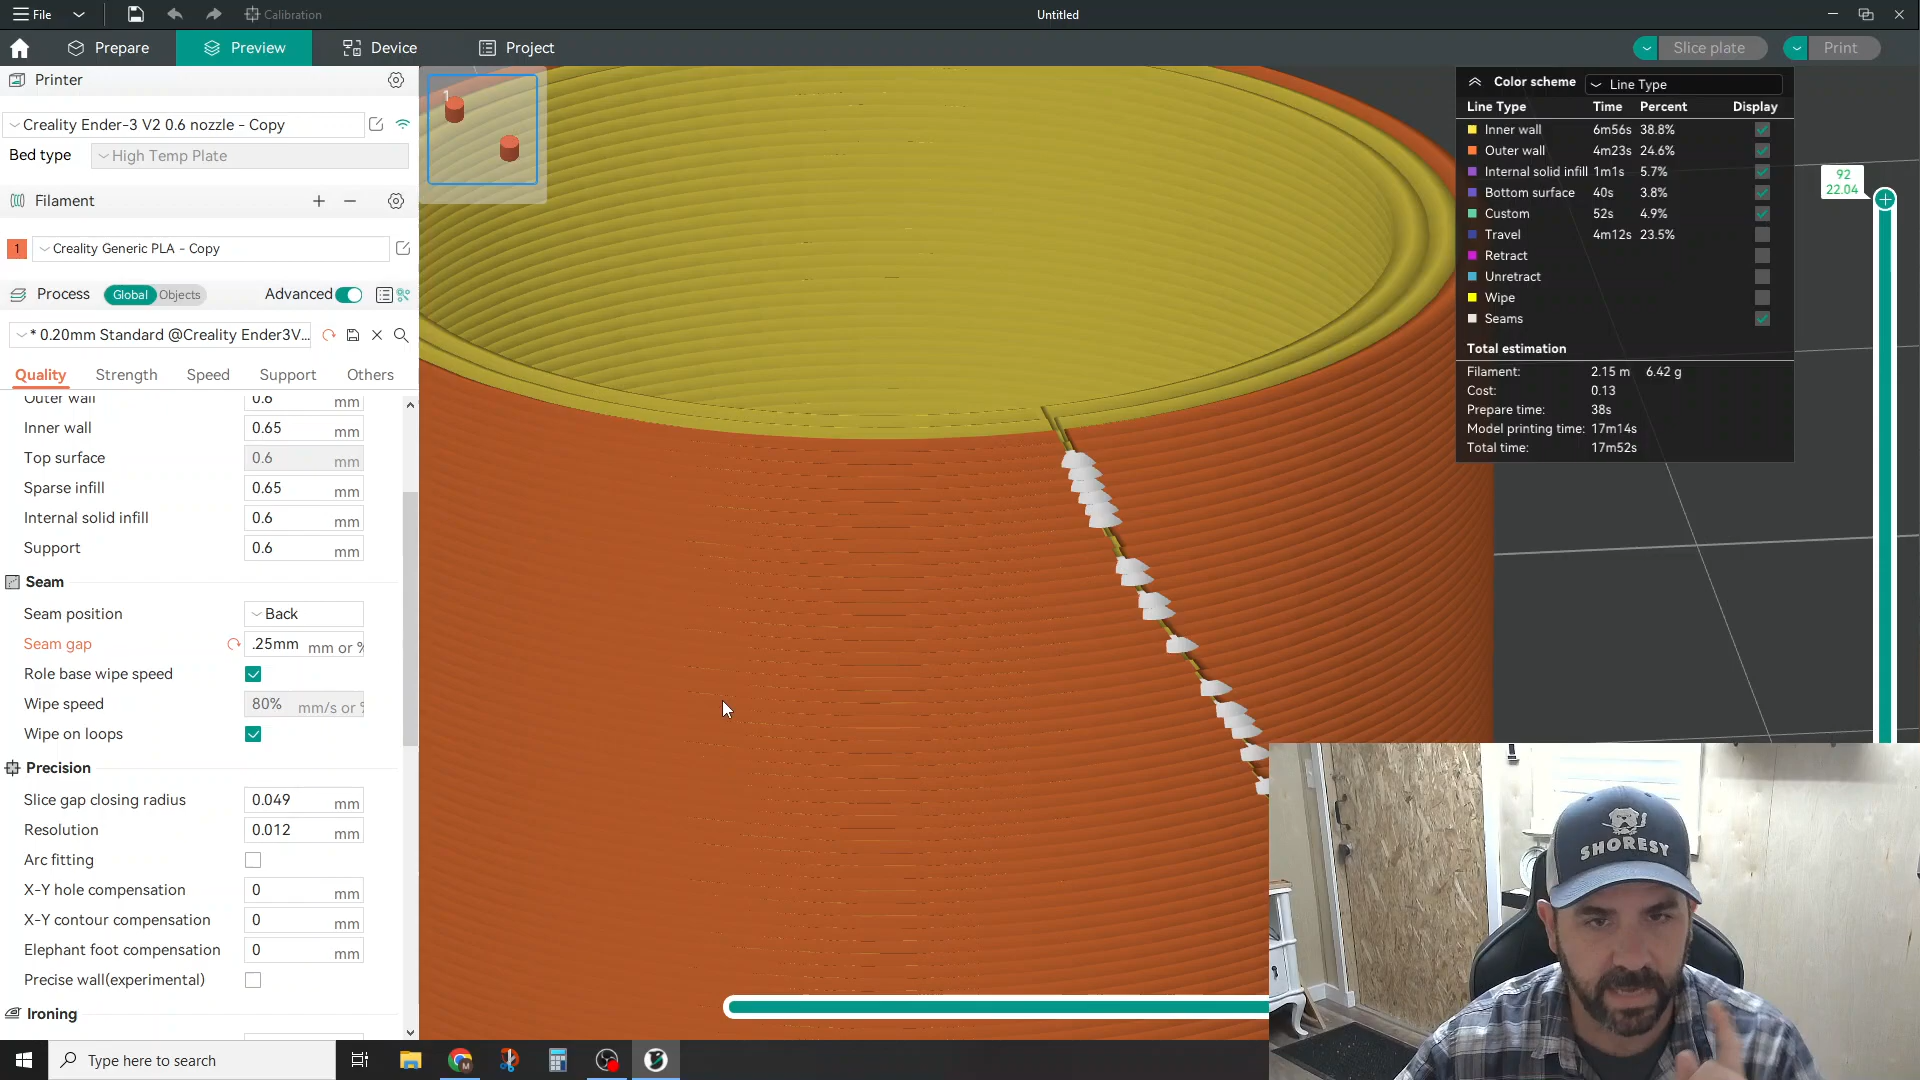 File
Calibration
Untitled
Prepare
Preview
Device
Project
Slice plate
Print
Printer
Creality Ender-3 V2 0.6 nozzle - Copy
Bed type
High Temp Plate
Filament
1
Creality Generic PLA - Copy
Process
Global
Objects
Advanced
* 0.20mm Standard @Creality Ender3V...
Quality
Strength
Speed
Support
Others
Outer wall 0.6 mm
Inner wall 0.65 mm
Top surface 0.6 mm
Sparse infill 0.65 mm
Internal solid infill 0.6 mm
Support 0.6 mm
Seam
Seam position Back
Seam gap .25mm mm or %
Role base wipe speed
Wipe speed 80% mm/s or %
Wipe on loops
Precision
Slice gap closing radius 0.049 mm
Resolution 0.012 mm
Arc fitting
X-Y hole compensation 0 mm
X-Y contour compensation 0 mm
Elephant foot compensation 0 mm
Precise wall(experimental)
Ironing
1
Color scheme Line Type
Line Type Time Percent Display
Inner wall 6m56s 38.8%
Outer wall 4m23s 24.6%
Internal solid infill 1m1s 5.7%
Bottom surface 40s 3.8%
Custom 52s 4.9%
Travel 4m12s 23.5%
Retract
Unretract
Wipe
Seams
Total estimation
Filament: 2.15 m 6.42 g
Cost: 0.13
Prepare time: 38s
Model printing time: 17m14s
Total time: 17m52s
92
22.04
SHORESY
Type here to search